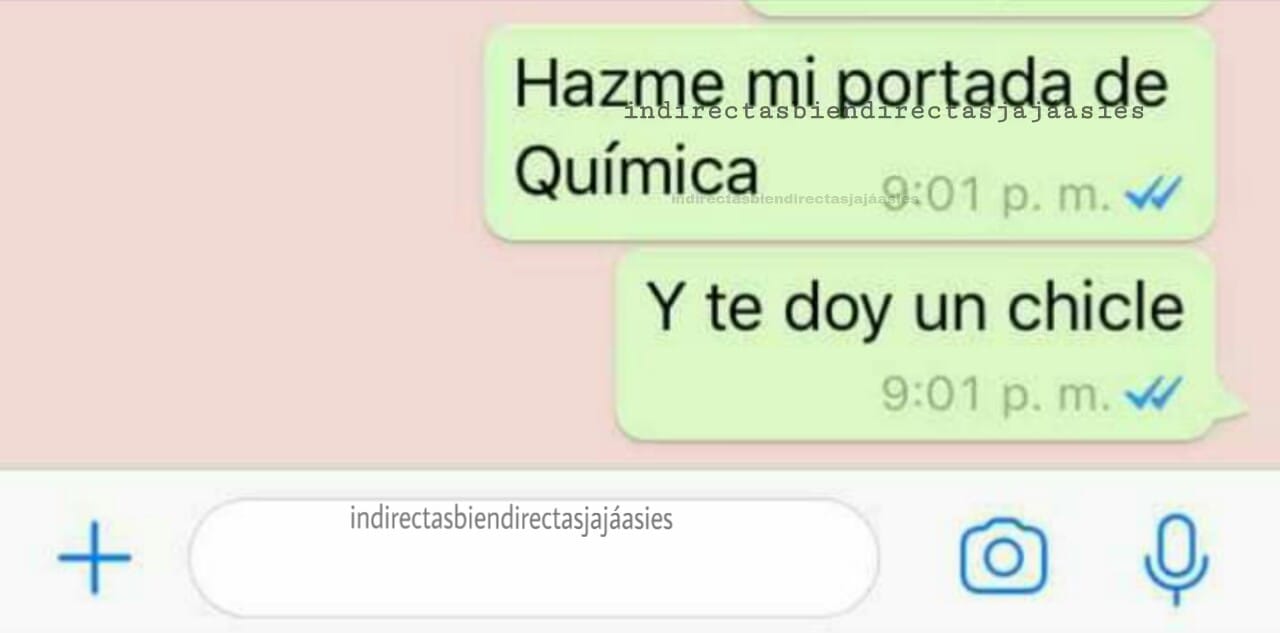 Hazme mi portada de
indirectasbiendirectasjajáasies
Química
indirectasbiendirectasjajáasies
9:01 p. m.
Y te doy un chicle
9:01 p. m.
indirectasbiendirectasjajáasies